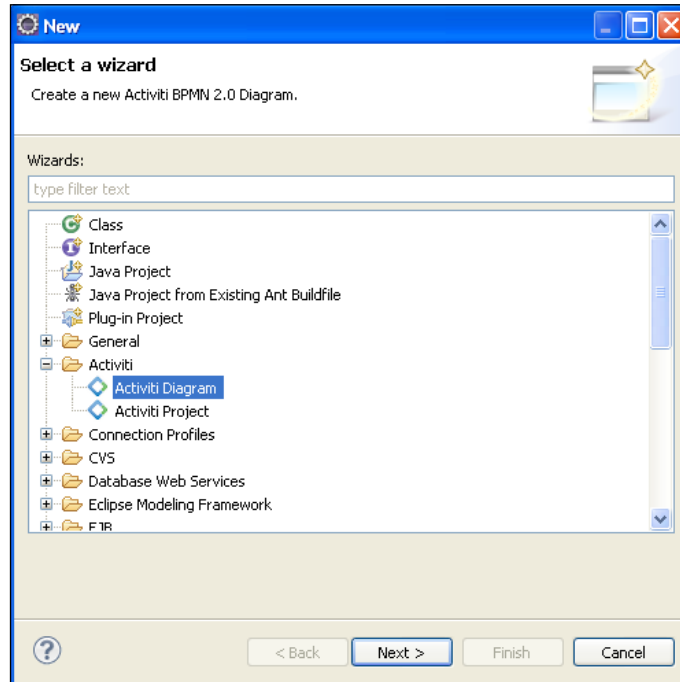 New
Select a wizard
Create a new Activiti BPMN 2.0 Diagram.
Wizards:
type filter text
Class
Interface
Java Project
Java Project from Existing Ant Buildfile
Plug-in Project
General
Activiti
Activiti Diagram
Activiti Project
Connection Profiles
CVS
Database Web Services
Eclipse Modeling Framework
EJB
< Back Next > Finish Cancel